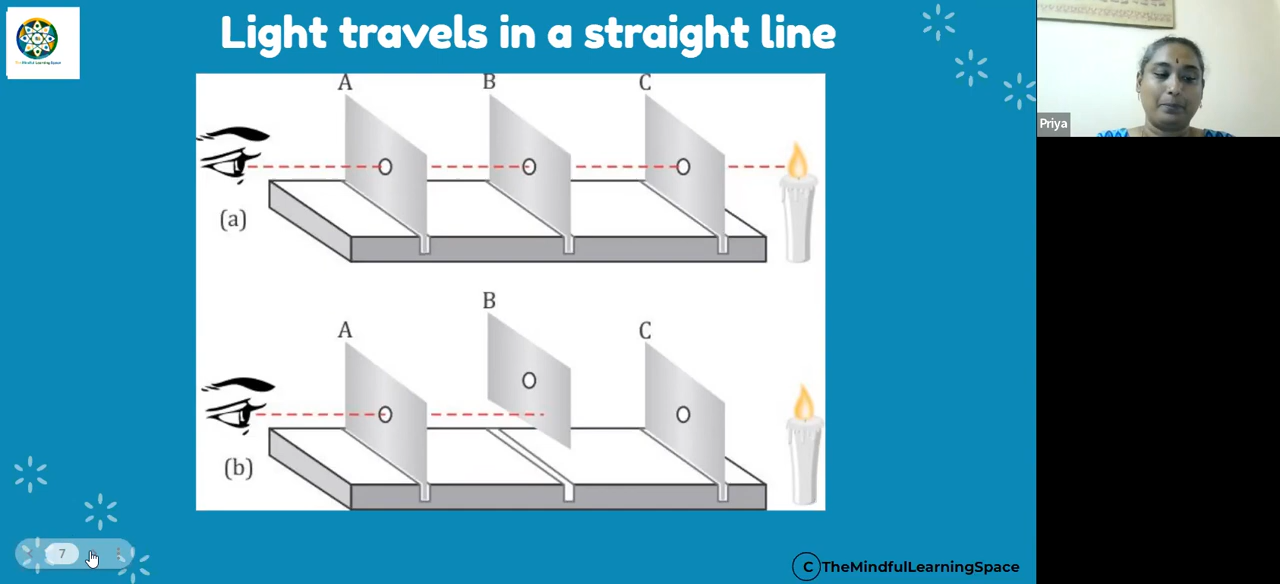 Light travels in a straight line
A
B
C
(a)
A
B
C
(b)
Priya
7
C TheMindfulLearningSpace